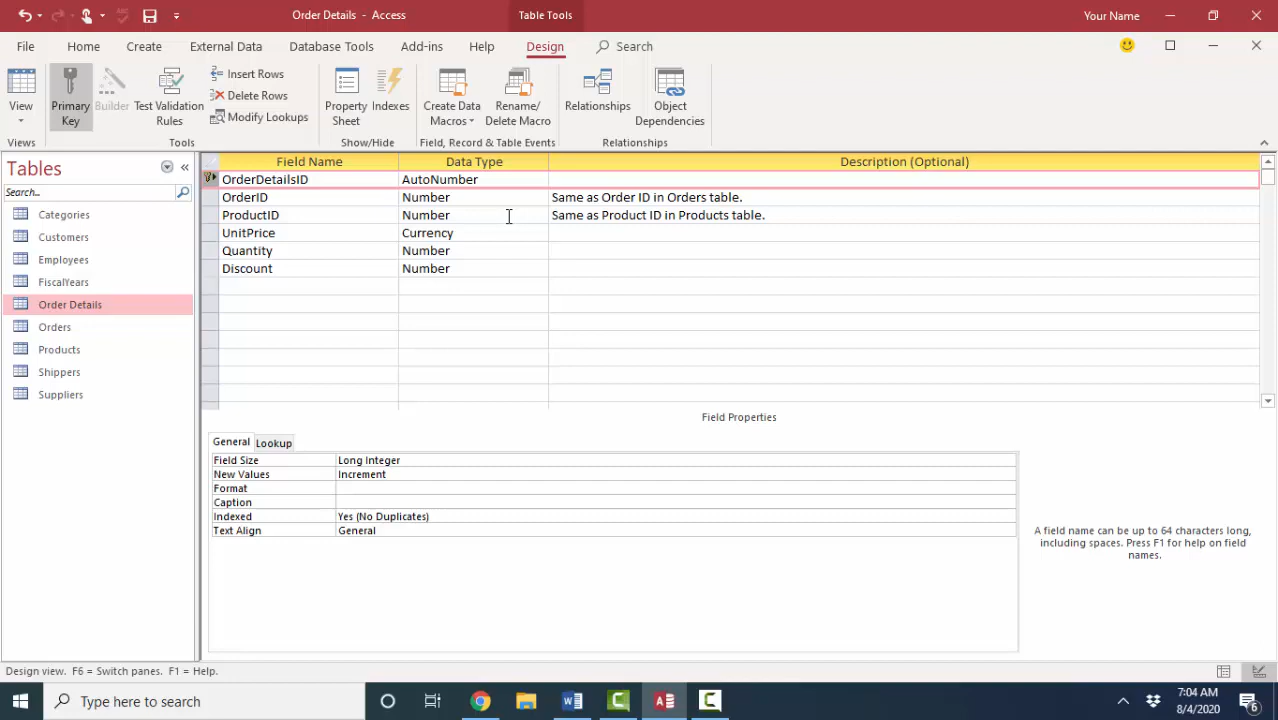 Order Details - Access
Table Tools
Your Name
File Home Create External Data Database Tools Add-ins Help Design Search
View
Primary Key
Builder
Test Validation Rules
Insert Rows
Delete Rows
Modify Lookups
Property Sheet
Indexes
Create Data Macros
Rename/ Delete Macro
Relationships
Object Dependencies
Views Tools Show/Hide Field, Record & Table Events Relationships
Tables
Search...
Categories
Customers
Employees
FiscalYears
Order Details
Orders
Products
Shippers
Suppliers
Field Name Data Type Description (Optional)
OrderDetailsID AutoNumber
OrderID Number Same as Order ID in Orders table.
ProductID Number Same as Product ID in Products table.
UnitPrice Currency
Quantity Number
Discount Number
Field Properties
General Lookup
Field Size Long Integer
New Values Increment
Format
Caption
Indexed Yes (No Duplicates)
Text Align General
A field name can be up to 64 characters long,
including spaces. Press F1 for help on field
names.
Design view. F6 = Switch panes. F1 = Help.
Type here to search
7:04 AM
8/4/2020
6